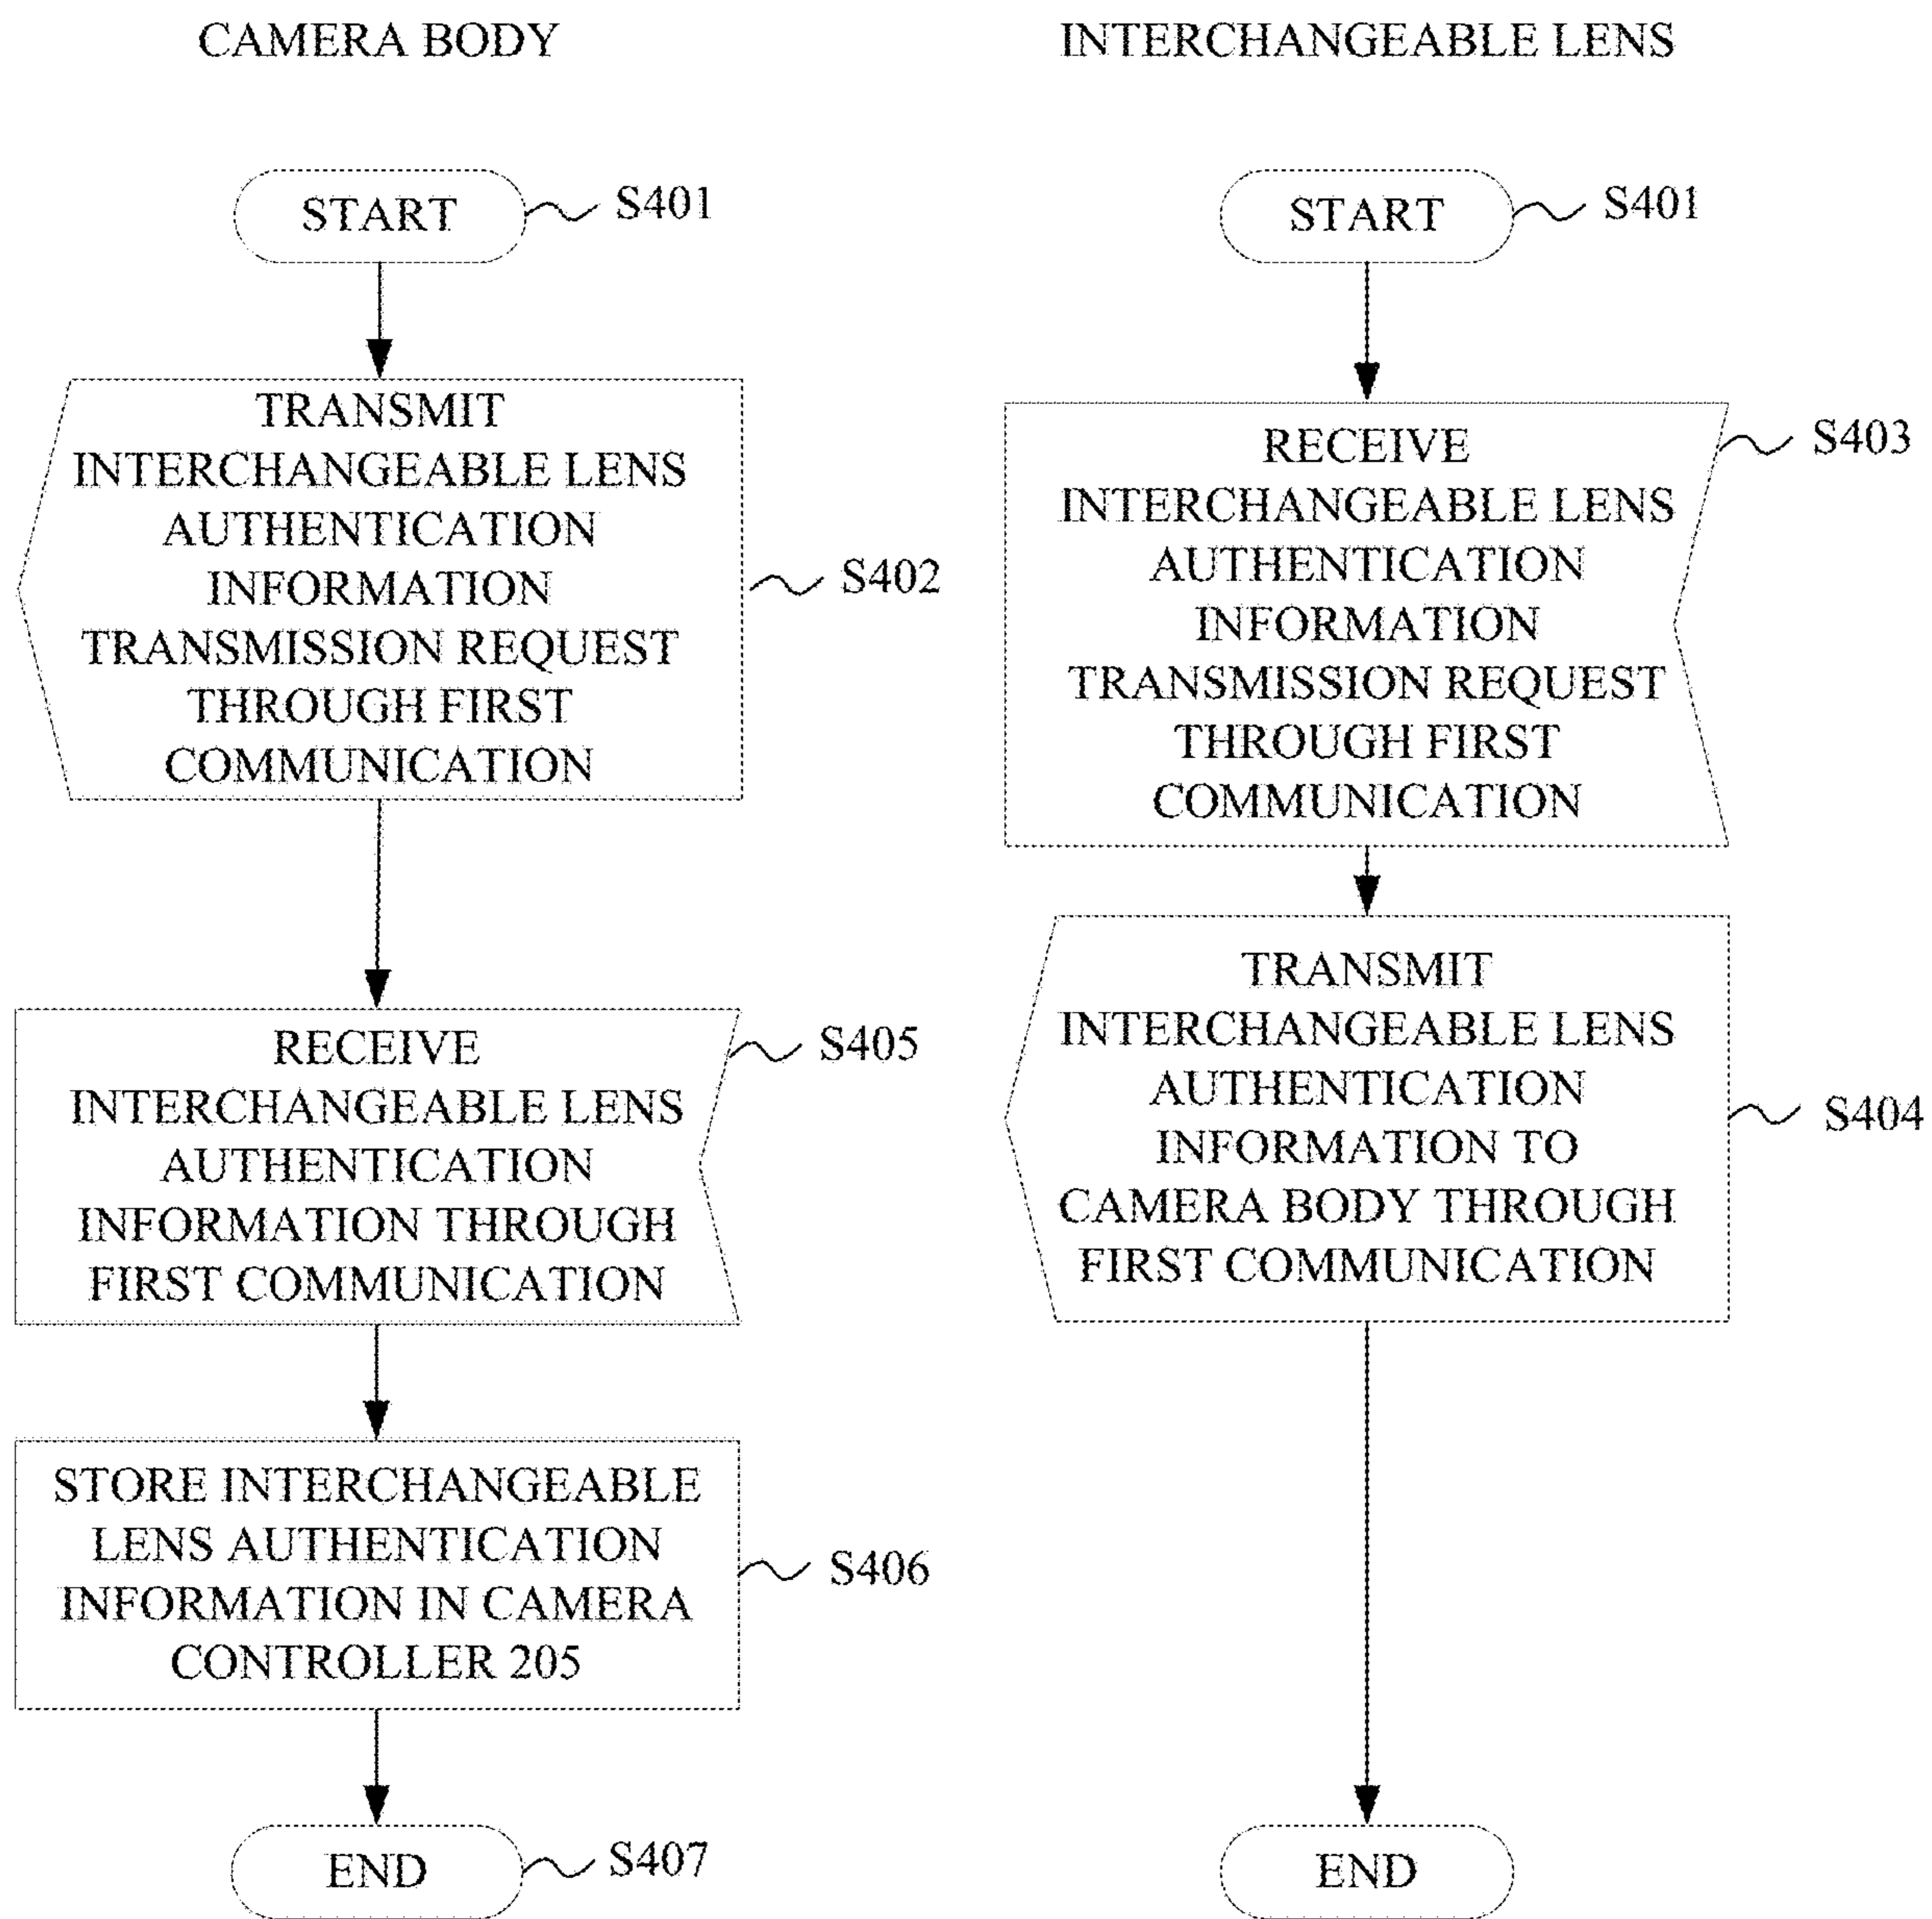 CAMERA BODY
START
S401
TRANSMIT
INTERCHANGEABLE LENS
AUTHENTICATION
INFORMATION
TRANSMISSION REQUEST
THROUGH FIRST
COMMUNICATION
S402
RECEIVE
INTERCHANGEABLE LENS
AUTHENTICATION
INFORMATION THROUGH
FIRST COMMUNICATION
S405
STORE INTERCHANGEABLE
LENS AUTHENTICATION
INFORMATION IN CAMERA
CONTROLLER 205
S406
END
S407
INTERCHANGEABLE LENS
START
S401
RECEIVE
INTERCHANGEABLE LENS
AUTHENTICATION
INFORMATION
TRANSMISSION REQUEST
THROUGH FIRST
COMMUNICATION
S403
TRANSMIT
INTERCHANGEABLE LENS
AUTHENTICATION
INFORMATION TO
CAMERA BODY THROUGH
FIRST COMMUNICATION
S404
END